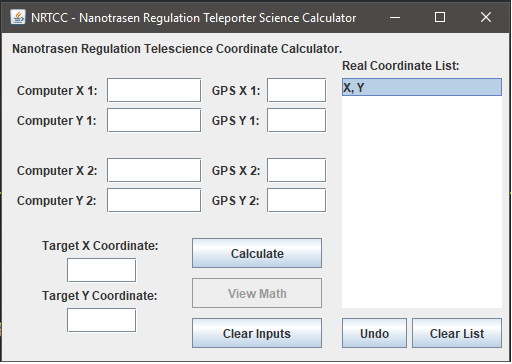 NRTCC - Nanotrasen Regulation Teleporter Science Calculator
Nanotrasen Regulation Telescience Coordinate Calculator.
Real Coordinate List:
Computer X 1: GPS X 1: X, Y
Computer Y 1: GPS Y 1:
Computer X 2: GPS X 2:
Computer Y 2: GPS Y 2:
Target X Coordinate: Calculate
Target Y Coordinate: View Math
Clear Inputs Undo Clear List